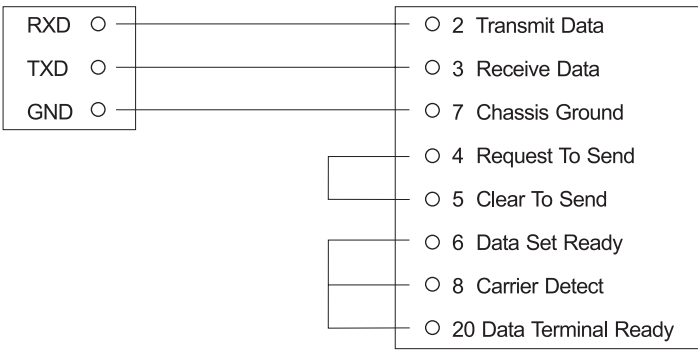 RXD
TXD
GND
2 Transmit Data
3 Receive Data
7 Chassis Ground
4 Request To Send
5 Clear To Send
6 Data Set Ready
8 Carrier Detect
20 Data Terminal Ready